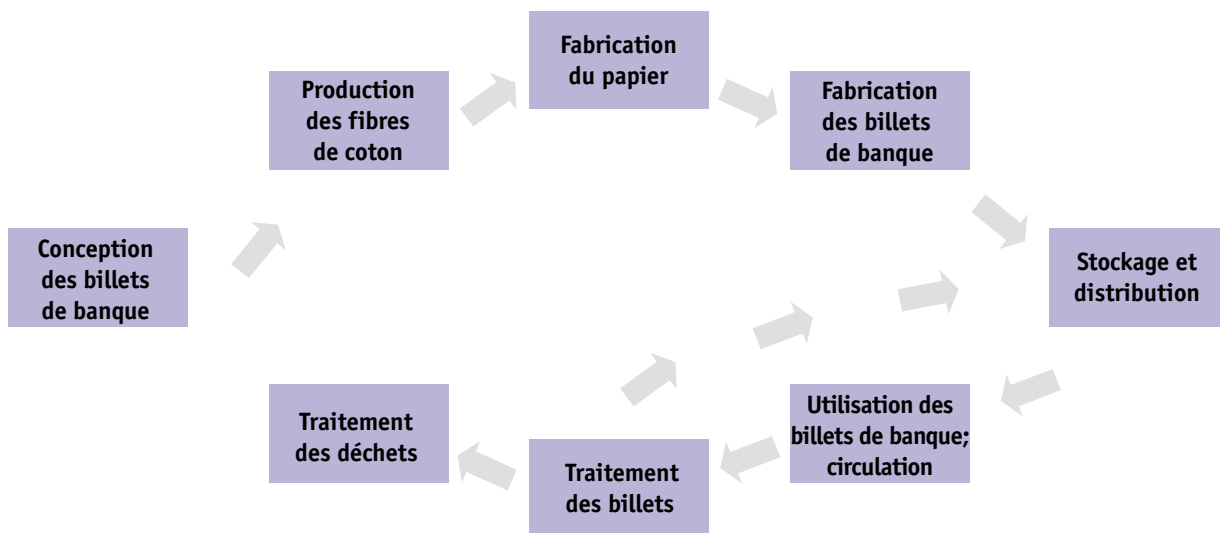 Fabrication
du papier
Production
des fibres
de coton
Fabrication
des billets
de banque
Conception
des billets
de banque
Stockage et
distribution
Traitement
des déchets
Utilisation des
billets de banque;
circulation
Traitement
des billets